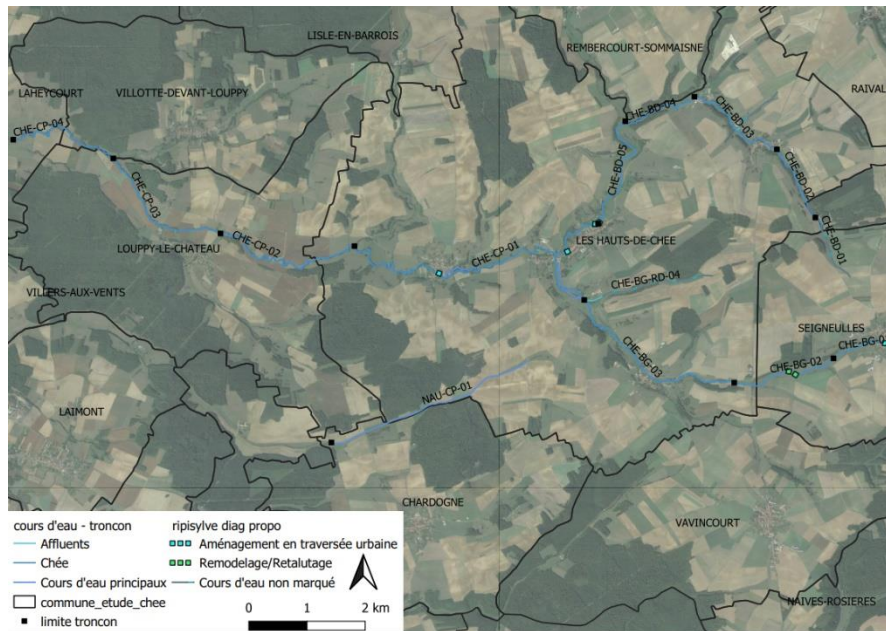 LISLE-EN-BARROIS
REMBERCOURT-SOMMAISNE
LAHEYCOURT
VILLOTTE-DEVANT-LOUPPY
RAIVAL
CHE-CP-04
CHE-BD-04
CHE-BD-03
CHE-BD-05
CHE-BD-02
CHE-CP-03
CHE-BD-01
LOUPPY-LE-CHATEAU
CHE-CP-02
CHE-CP-01
LES HAUTS-DE-CHEE
CHE-BG-RD-04
VILLERS-AUX-VENTS
SEIGNEULLES
CHE-BG-0
CHE-BG-02
CHE-BG-03
NAU-CP-01
LAIMONT
CHARDOGNE
VAVINCOURT
NAIVES-ROSIERES
cours d'eau - troncon
Affluents
Chée
Cours d'eau principaux
commune_etude_chee
limite troncon
ripisylve diag propo
Aménagement en traversée urbaine
Remodelage/Retalutage
Cours d'eau non marqué
0 1 2 km